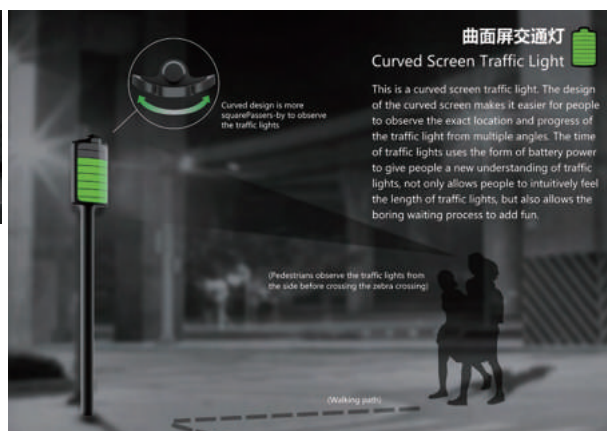 曲面屏交通灯
Curved Screen Traffic Light
This is a curved screen traffic light. The design
of the curved screen makes it easier for people
to observe the exact location and progress of
the traffic light from multiple angles. The time
of traffic lights uses the form of battery power
to give people a new understanding of traffic
lights, not only allows people to intuitively feel
the length of traffic lights, but also allows the
boring waiting process to add fun.
Curved design is more
squarePassers-by to observe
the traffic lights
(Pedestrians observe the traffic lights from
the side before crossing the zebra crossing)
(Walking path)